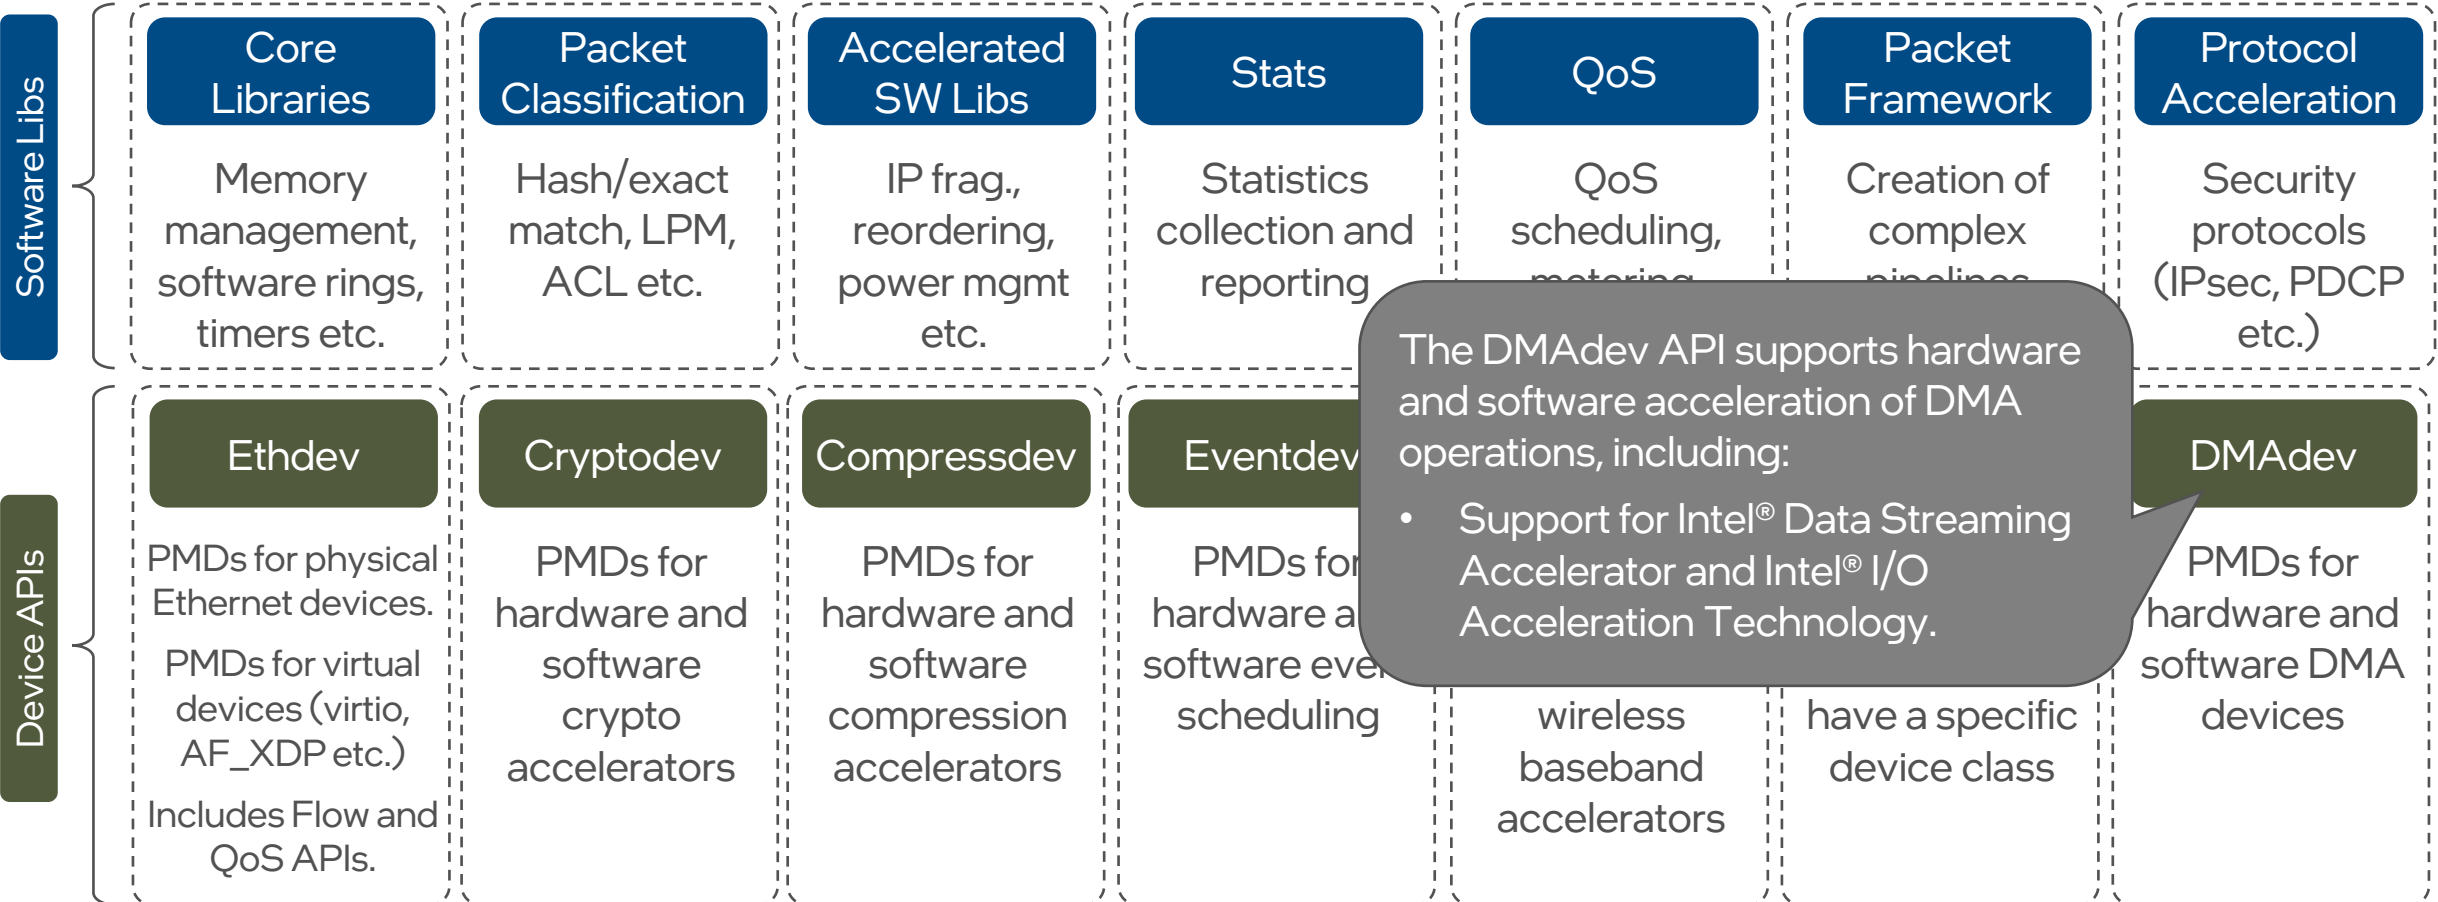 Software Libs
Core
Libraries
Memory
management,
software rings,
timers etc.
Packet
Classification
Hash/exact
match, LPM,
ACL etc.
Accelerated
SW Libs
IP frag.,
reordering,
power mgmt
etc.
Stats
Statistics
collection and
reporting
QoS
QoS
scheduling,
metering
Packet
Framework
Creation of
complex
pipelines
Protocol
Acceleration
Security
protocols
(IPsec, PDCP
etc.)
Device APIs
Ethdev
PMDs for physical
Ethernet devices.
PMDs for virtual
devices (virtio,
AF_XDP etc.)
Includes Flow and
QoS APIs.
Cryptodev
PMDs for
hardware and
software
crypto
accelerators
Compressdev
PMDs for
hardware and
software
compression
accelerators
Eventdev
PMDs for
hardware
software
scheduling
The DMAdev API supports hardware
and software acceleration of DMA
operations, including:
• Support for Intel® Data Streaming
Accelerator and Intel® I/O
Acceleration Technology.
wireless
baseband
accelerators
have a specific
device class
DMAdev
PMDs for
hardware and
software DMA
devices